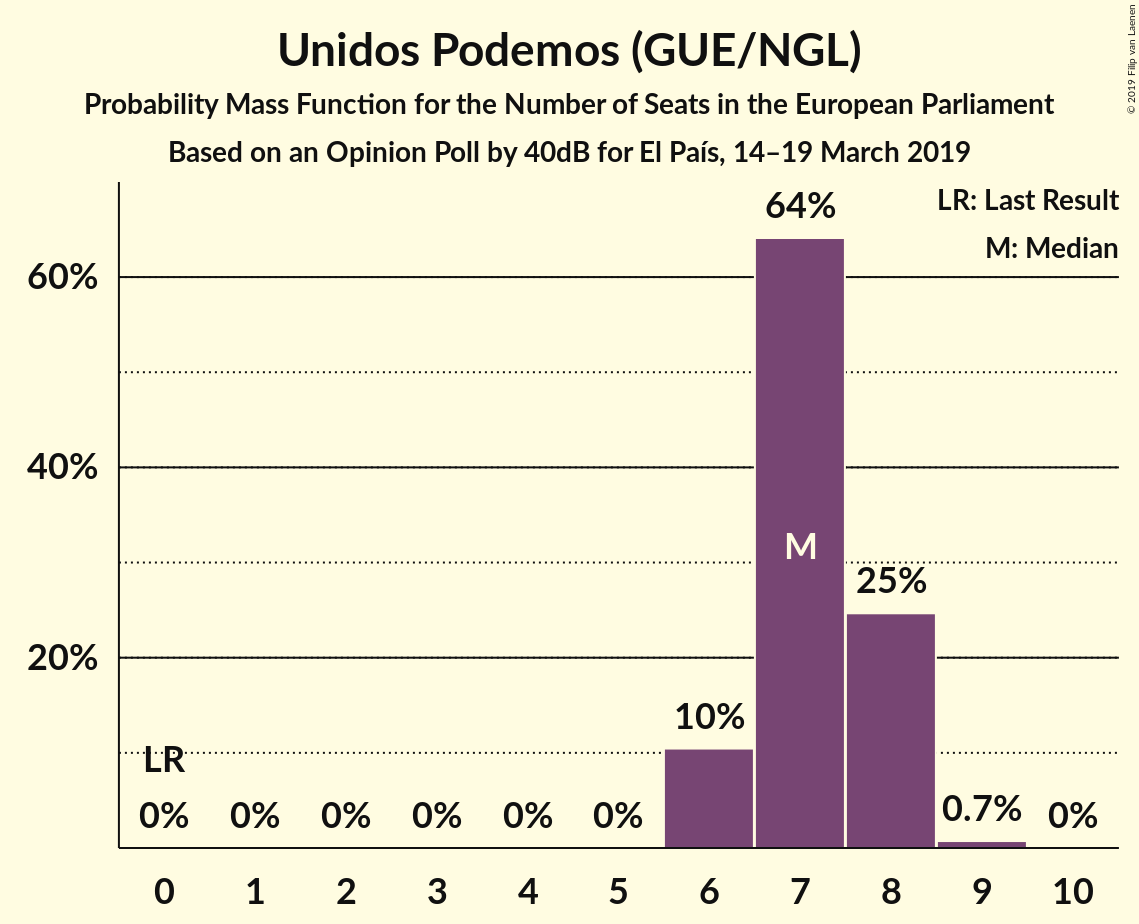 Unidos Podemos (GUE/NGL)
Probability Mass Function for the Number of Seats in the European Parliament
Based on an Opinion Poll by 40dB for El País, 14–19 March 2019
© 2019 Filip van Laenen
LR: Last Result
M: Median
64%
60%
40%
M
25%
20%
10%
LR
0% 0% 0% 0% 0% 0% 0.7% 0%
0 1 2 3 4 5 6 7 8 9 10